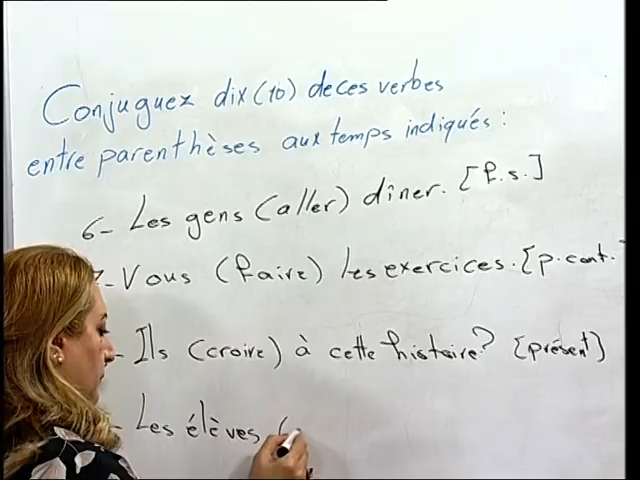 Conjuguez dix (10) de ces verbes
entre parenthèses aux temps indiqués :
6- Les gens (aller) dîner. [f.s.]
7- Vous (faire) les exercices. [p. cont.
- Ils (croire) à cette histoire? [présent]
- Les élèves (